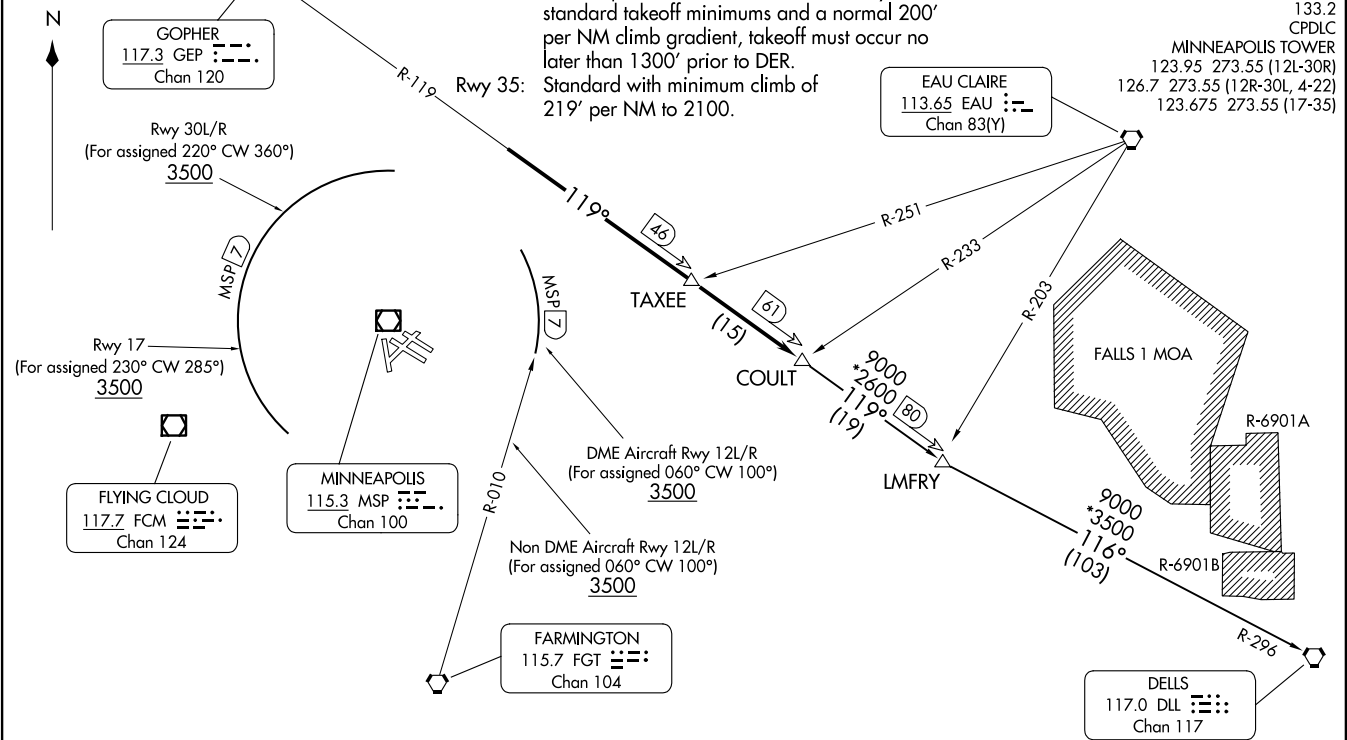 N
GOPHER
117.3 GEP
Chan 120
standard takeoff minimums and a normal 200'
per NM climb gradient, takeoff must occur no
later than 1300' prior to DER.
Rwy 35: Standard with minimum climb of
219' per NM to 2100.
133.2
CPDLC
MINNEAPOLIS TOWER
123.95 273.55 (12L-30R)
126.7 273.55 (12R-30L, 4-22)
123.675 273.55 (17-35)
EAU CLAIRE
113.65 EAU
Chan 83(Y)
R-119
Rwy 30L/R
(For assigned 220° CW 360°)
3500
119°
46
R-251
R-233
R-203
MSP 7
MSP 7
TAXEE
(15)
61
COULT
FALLS 1 MOA
Rwy 17
(For assigned 230° CW 285°)
3500
9000
*2600
119°
(19)
80
LMFRY
R-6901A
DME Aircraft Rwy 12L/R
(For assigned 060° CW 100°)
3500
FLYING CLOUD
117.7 FCM
Chan 124
MINNEAPOLIS
115.3 MSP
Chan 100
R-010
Non DME Aircraft Rwy 12L/R
(For assigned 060° CW 100°)
3500
9000
*3500
116°
(103)
R-6901B
R-296
FARMINGTON
115.7 FGT
Chan 104
DELLS
117.0 DLL
Chan 117